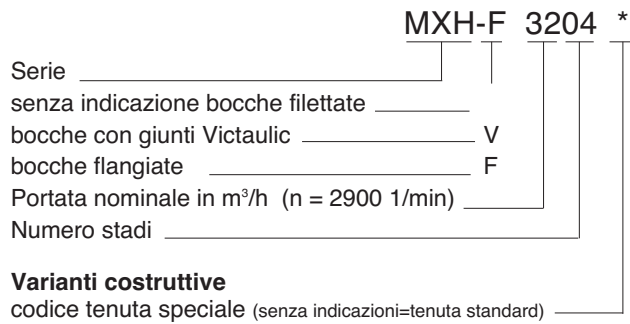 MXH-F 3204 *
Serie
senza indicazione bocche filettate
bocche con giunti Victaulic V
bocche flangiate F
Portata nominale in m³/h (n = 2900 1/min)
Numero stadi
Varianti costruttive
codice tenuta speciale (senza indicazioni=tenuta standard)